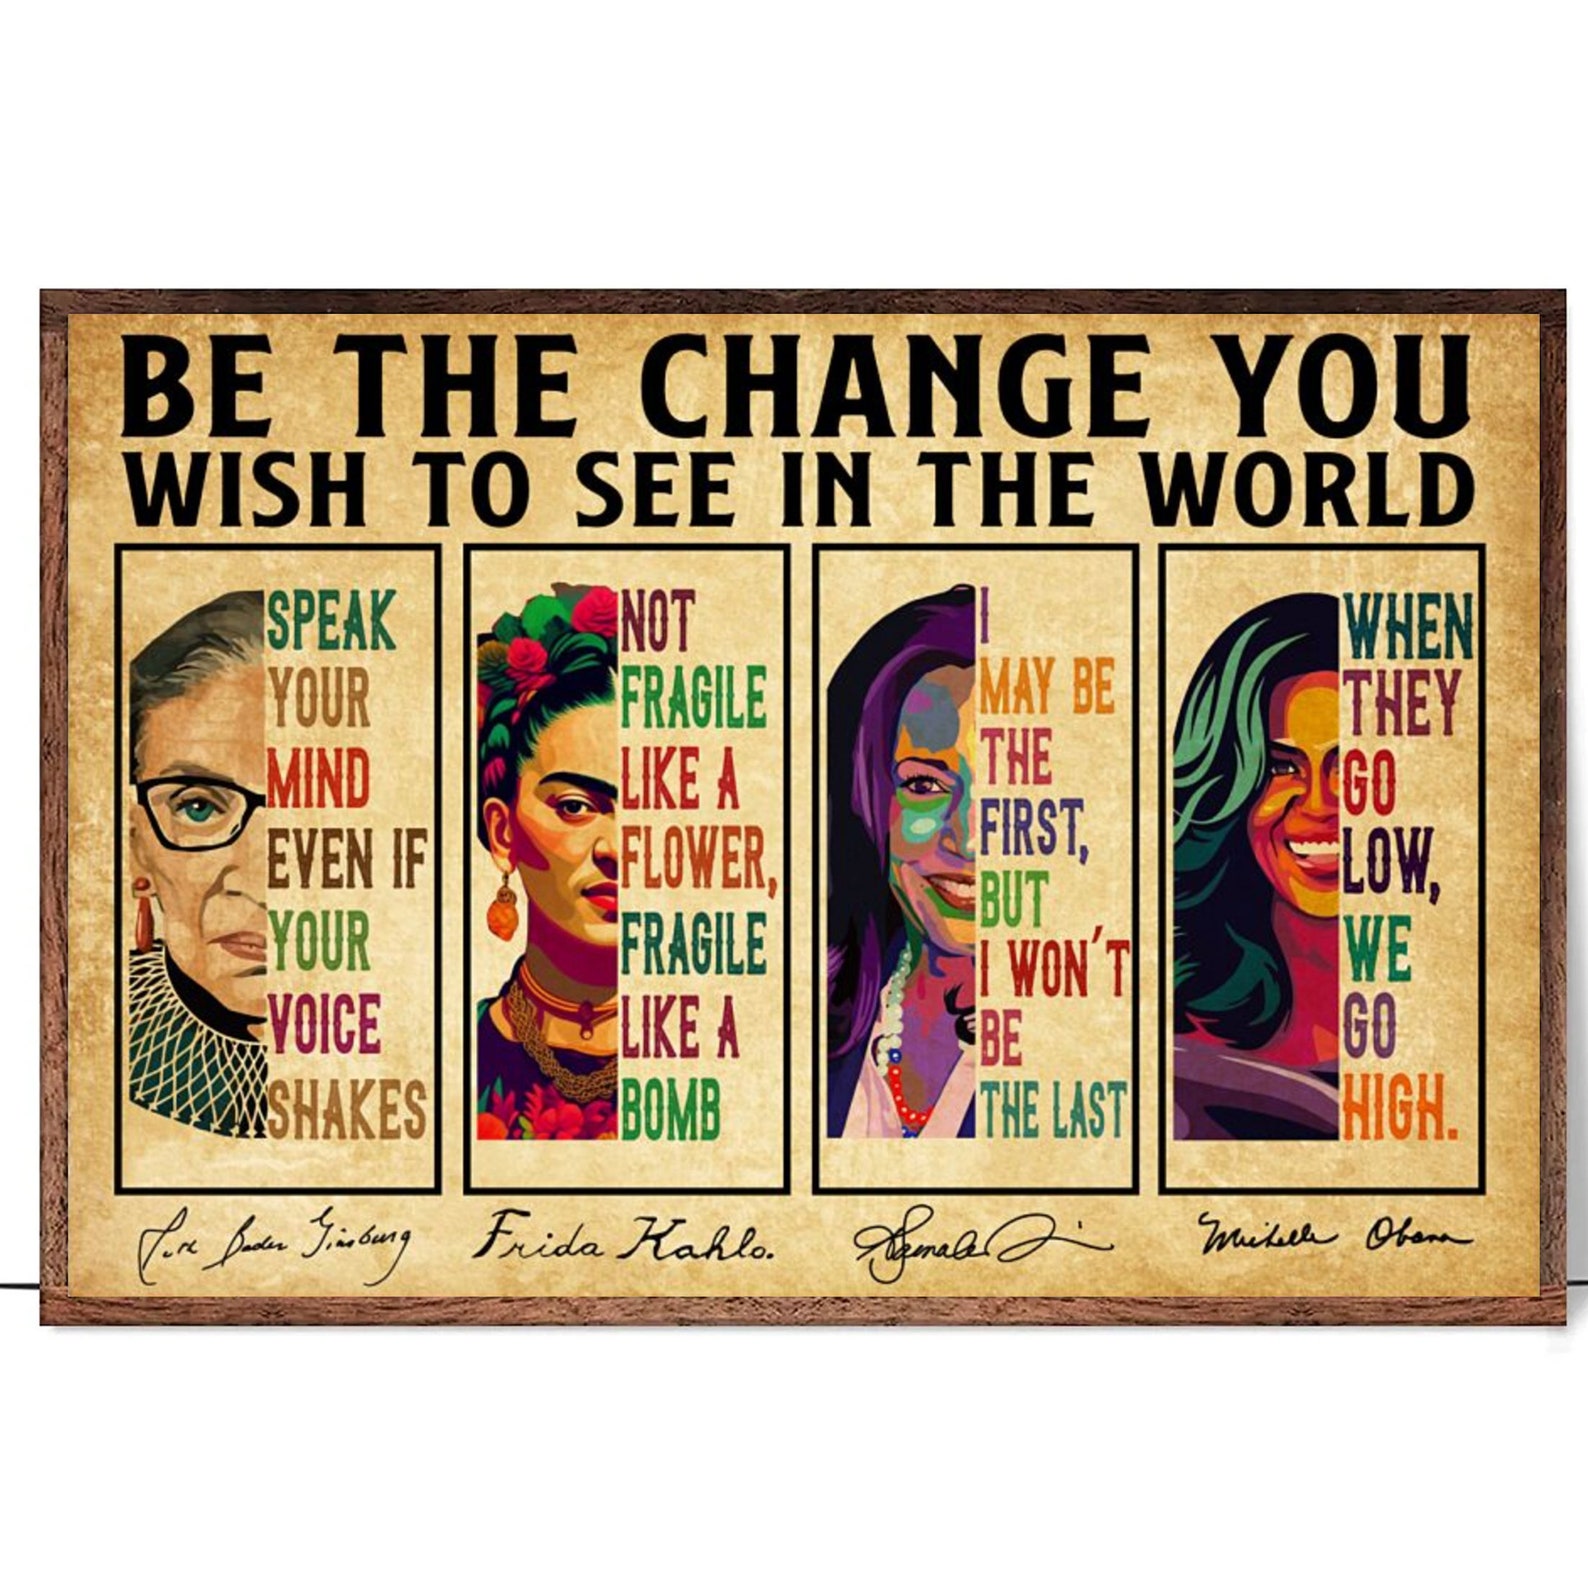 BE THE CHANGE YOU
WISH TO SEE IN THE WORLD
SPEAK
YOUR
MIND
EVEN IF
YOUR
VOICE
SHAKES
NOT
FRAGILE
LIKE A
FLOWER,
FRAGILE
LIKE A
BOMB
I
MAY BE
THE
FIRST,
BUT
I WON'T
BE
THE LAST
WHEN
THEY
GO
LOW,
WE
GO
HIGH.
Ruth Bader Ginsburg
Frida Kahlo.
Michelle Obama